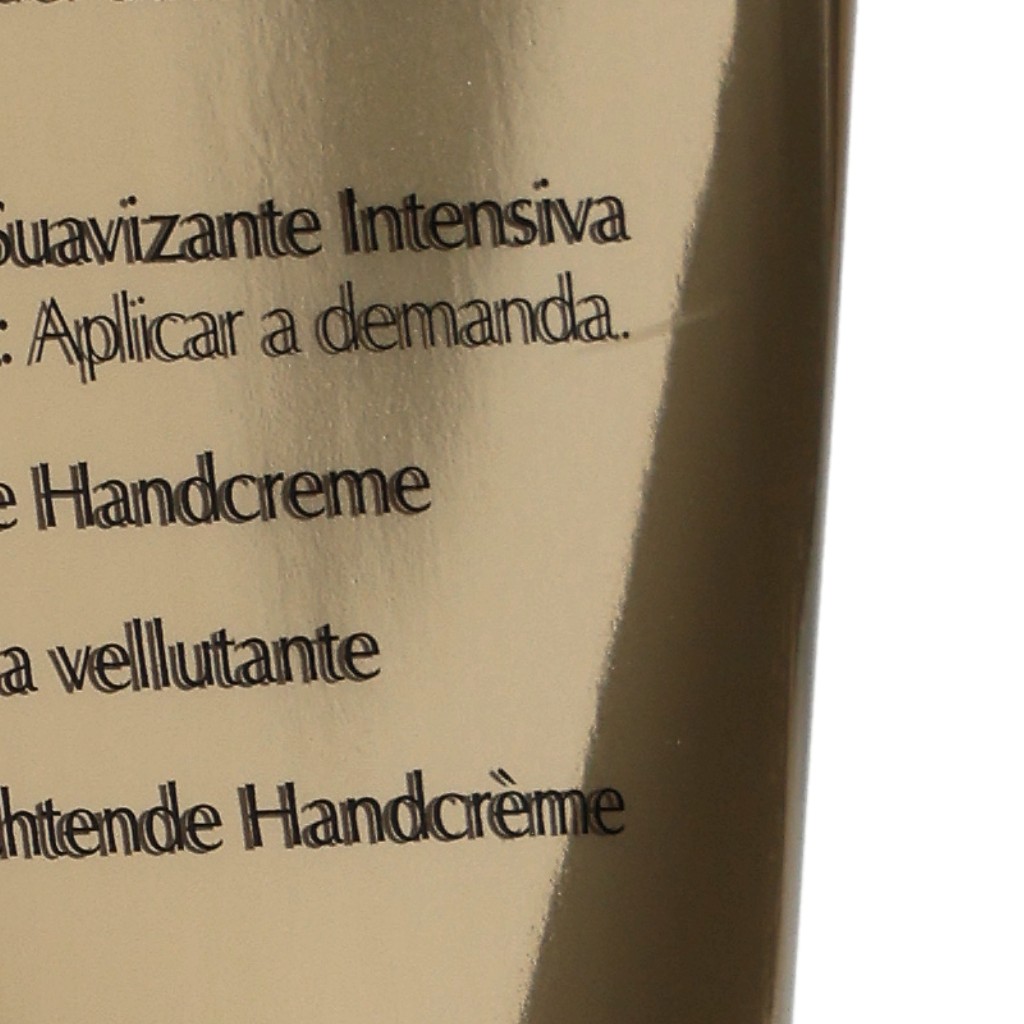 Suavizante Intensiva
: Aplicar a demanda.
e Handcreme
a vellutante
htende Handcrème